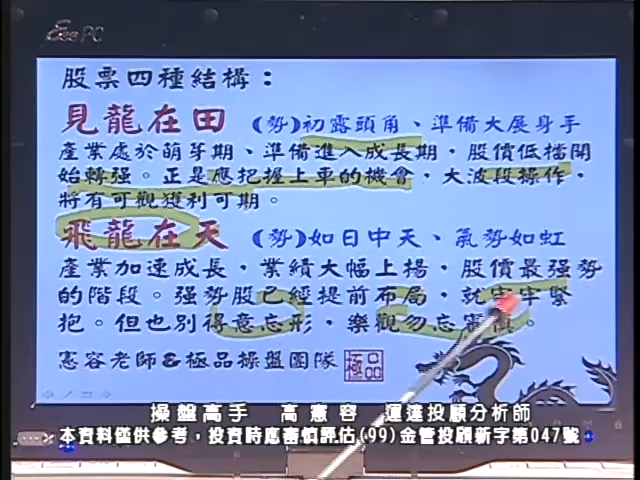 Eee PC
股票四種結構：
見龍在田 (勢)初露頭角、準備大展身手
產業處於萌芽期、準備進入成長期，股價低檔開
始轉强。正是應把握上車的機會，大波段操作，
將有可觀獲利可期。
飛龍在天 (勢)如日中天、氣勢如虹
產業加速成長，業績大幅上揚，股價最强勢
的階段。强勢股已經提前布局，就牢牢緊
抱。但也別得意忘形，樂觀勿忘審慎。
憲容老師&極品操盤團隊 極品
操盤高手 高憲容 運達投顧分析師
本資料僅供參考，投資時應審慎評估(99)金管投顧新字第047號